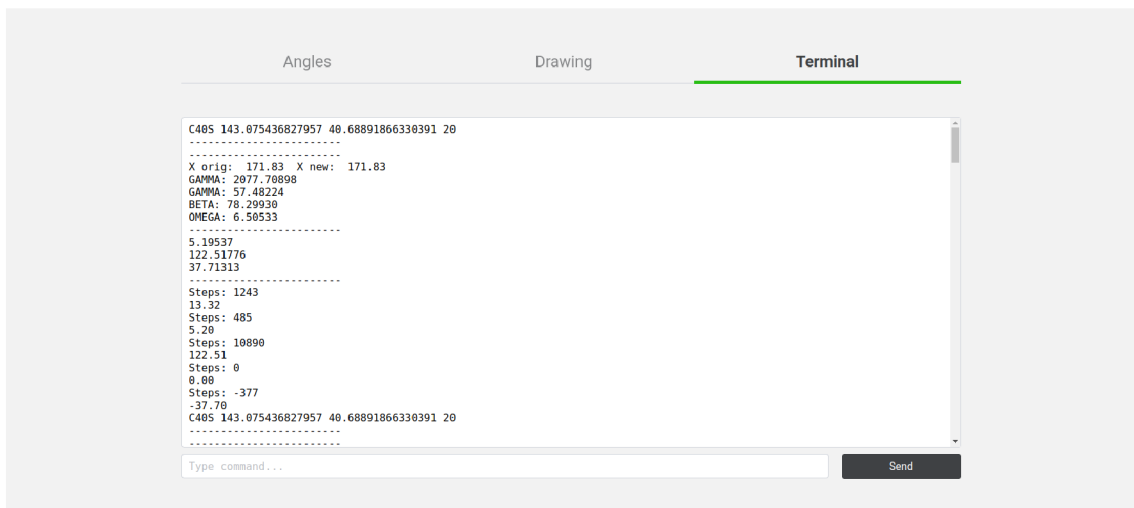 Angles Drawing Terminal
C40S 143.075436827957 40.68891866330391 20
------------------------
------------------------
X orig:  171.83  X new:  171.83
GAMMA: 2077.70898
GAMMA: 57.48224
BETA: 78.29930
OMEGA: 6.50533
------------------------
5.19537
122.51776
37.71313
------------------------
Steps: 1243
13.32
Steps: 485
5.20
Steps: 10890
122.51
Steps: 0
0.00
Steps: -377
-37.70
C40S 143.075436827957 40.68891866330391 20
------------------------
------------------------
Type command... Send